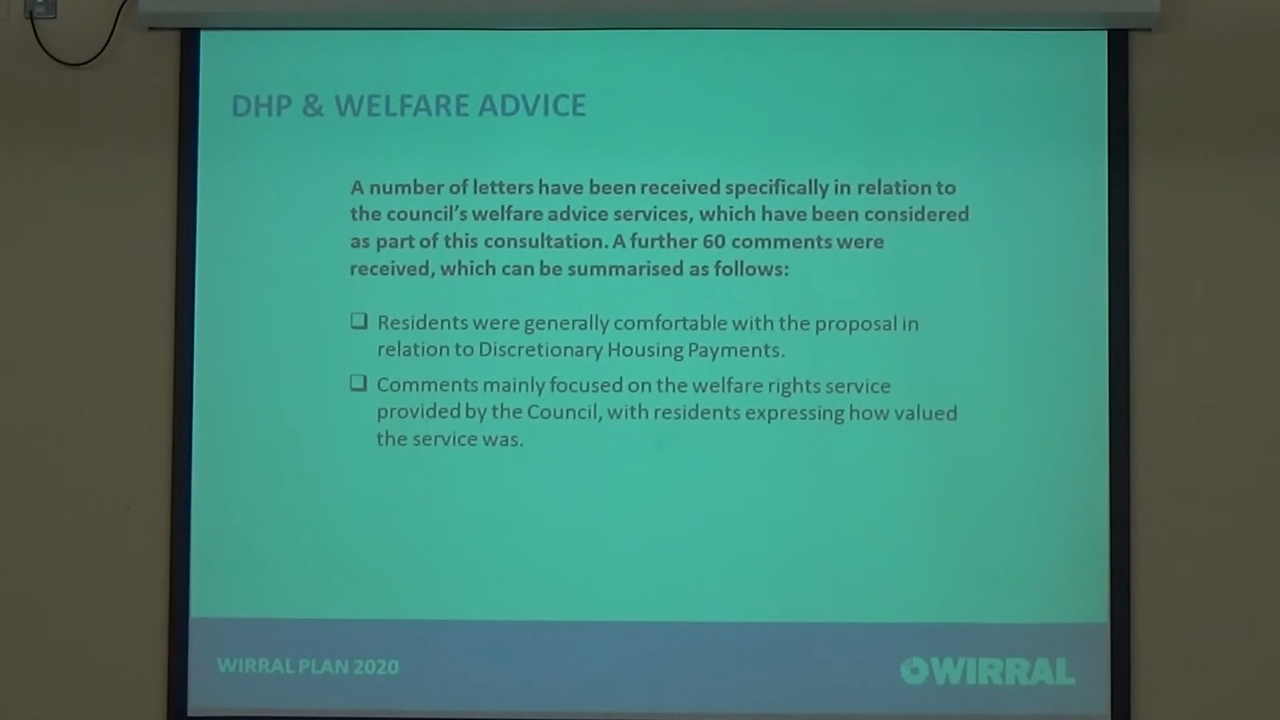 DHP & WELFARE ADVICE
A number of letters have been received specifically in relation to
the council's welfare advice services, which have been considered
as part of this consultation. A further 60 comments were
received, which can be summarised as follows:
❑ Residents were generally comfortable with the proposal in
relation to Discretionary Housing Payments.
❑ Comments mainly focused on the welfare rights service
provided by the Council, with residents expressing how valued
the service was.
WIRRAL PLAN 2020
WIRRAL